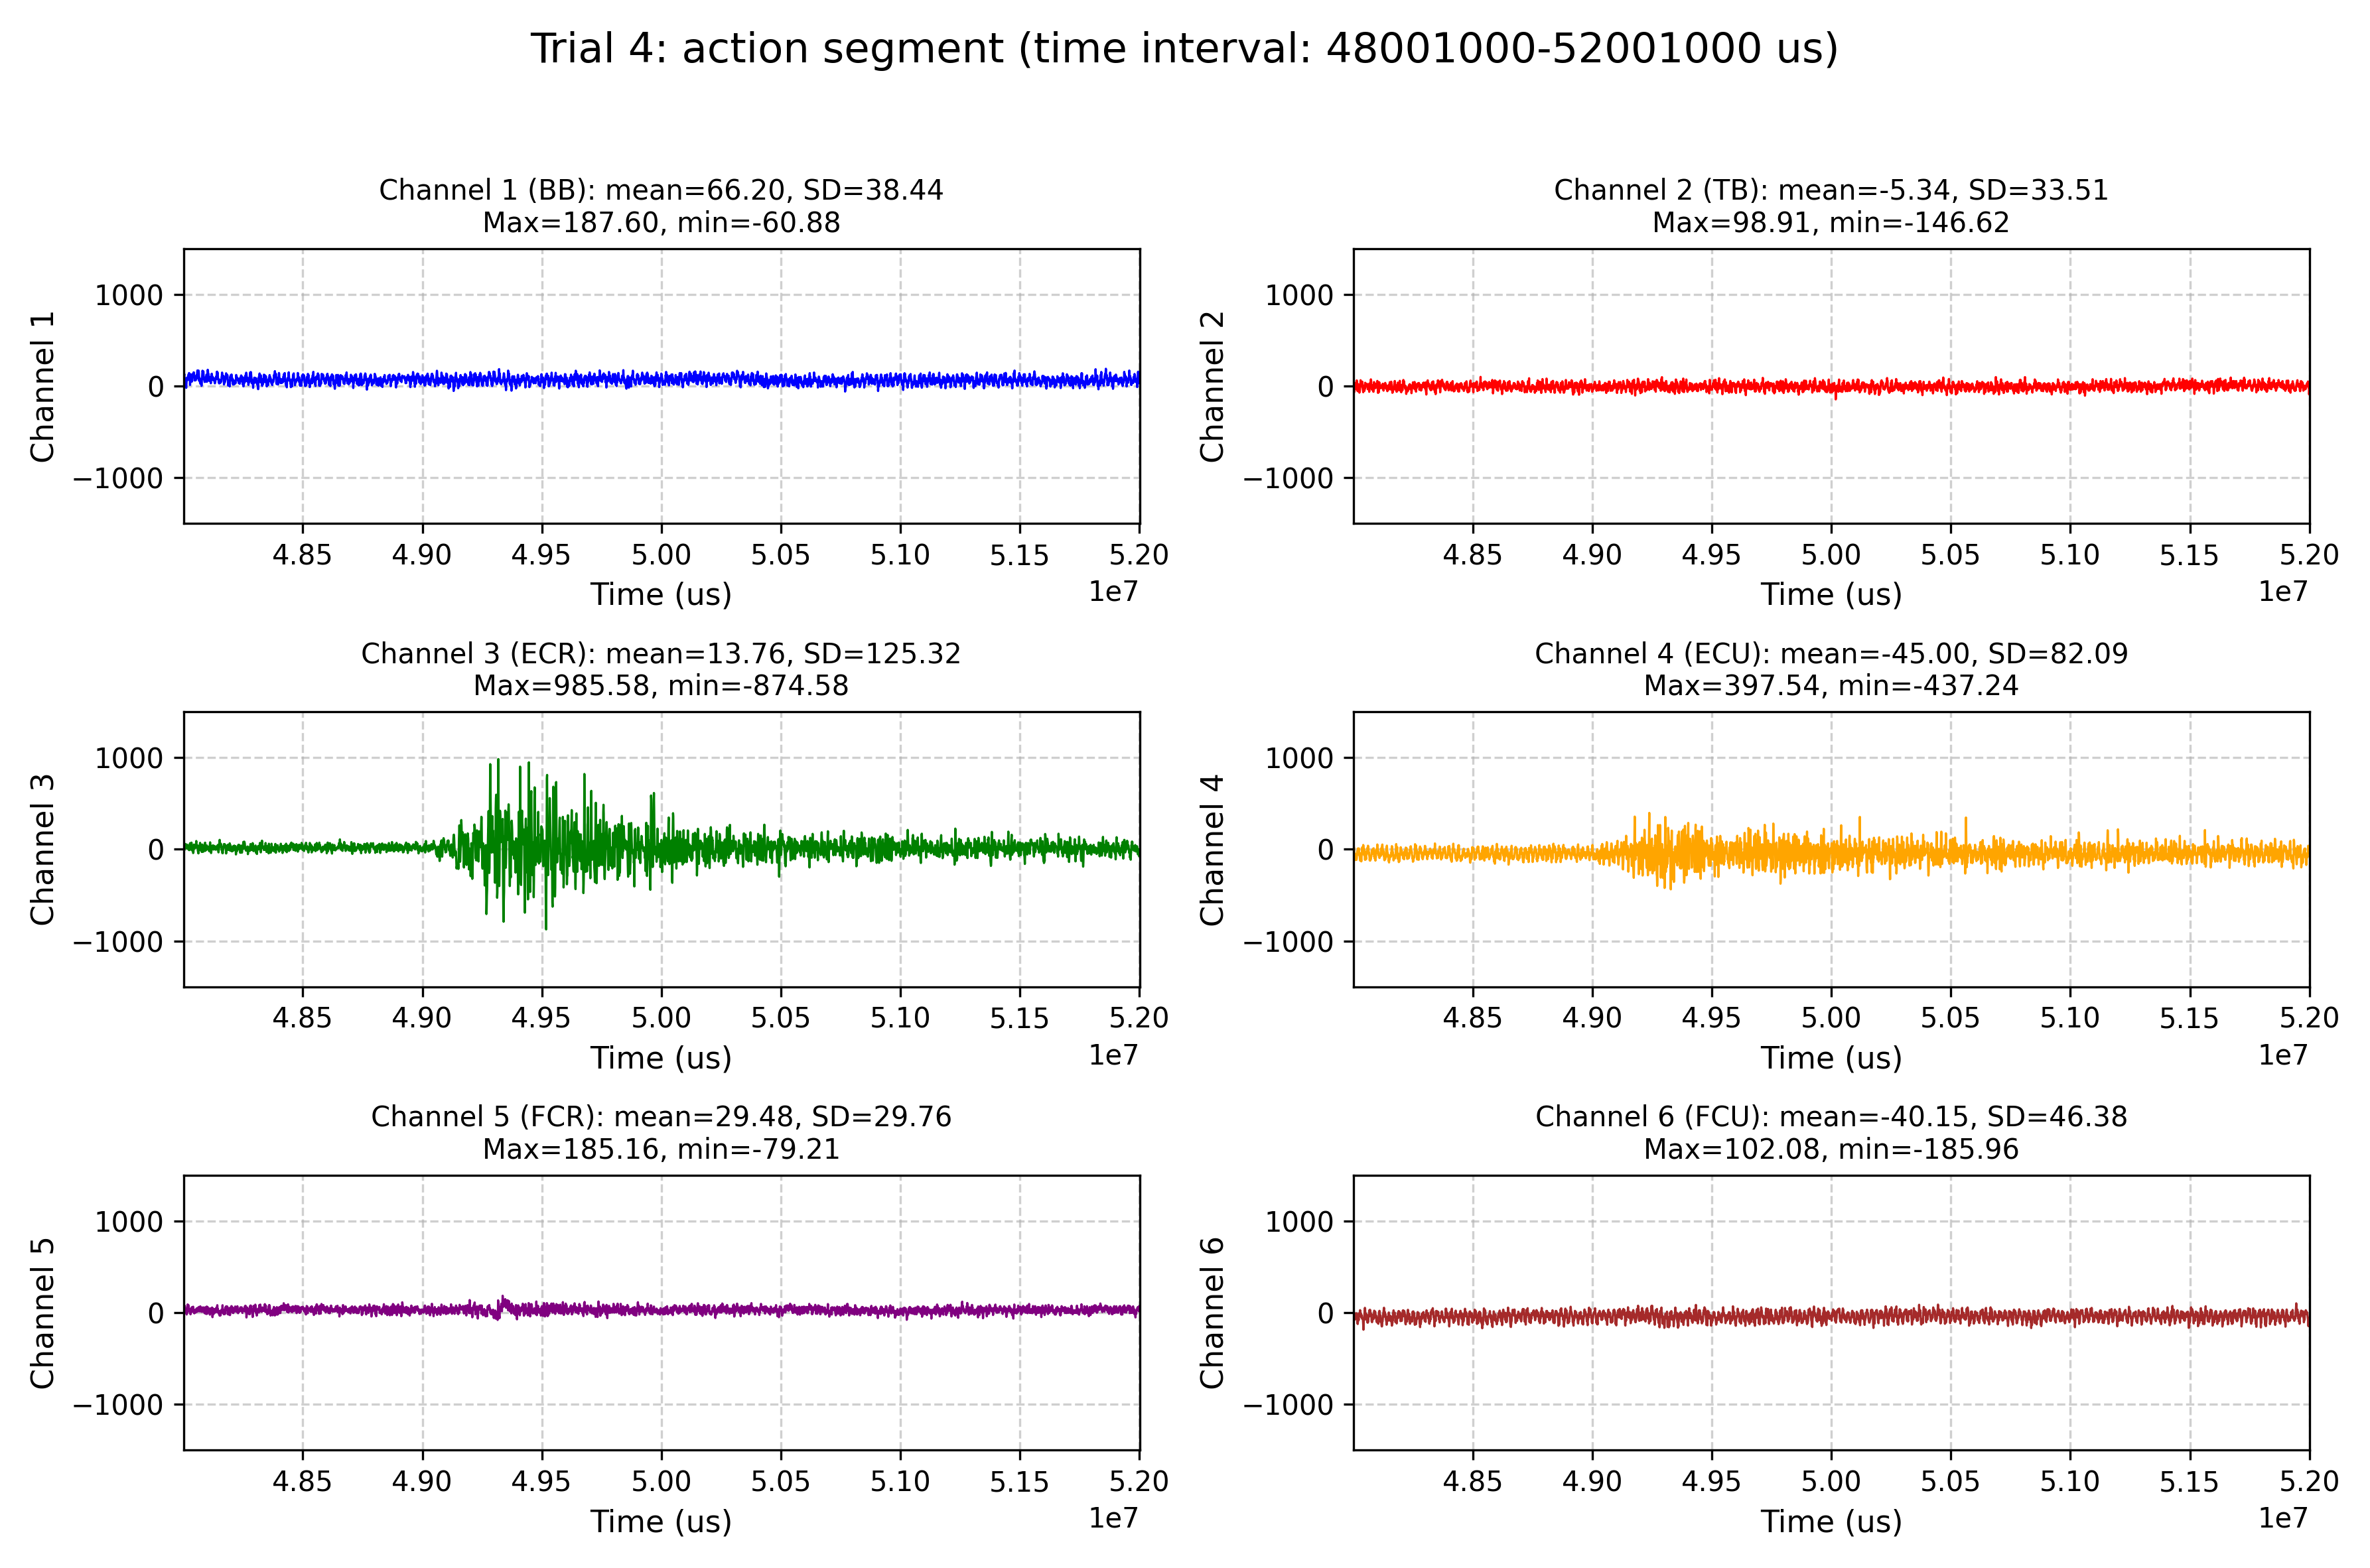 Trial 4: action segment (time interval: 48001000-52001000 us)
Channel 1 (BB): mean=66.20, SD=38.44
Max=187.60, min=-60.88
Channel 1
1000
0
−1000
4.85 4.90 4.95 5.00 5.05 5.10 5.15 5.20
Time (us)
1e7
Channel 2 (TB): mean=-5.34, SD=33.51
Max=98.91, min=-146.62
Channel 2
1000
0
−1000
4.85 4.90 4.95 5.00 5.05 5.10 5.15 5.20
Time (us)
1e7
Channel 3 (ECR): mean=13.76, SD=125.32
Max=985.58, min=-874.58
Channel 3
1000
0
−1000
4.85 4.90 4.95 5.00 5.05 5.10 5.15 5.20
Time (us)
1e7
Channel 4 (ECU): mean=-45.00, SD=82.09
Max=397.54, min=-437.24
Channel 4
1000
0
−1000
4.85 4.90 4.95 5.00 5.05 5.10 5.15 5.20
Time (us)
1e7
Channel 5 (FCR): mean=29.48, SD=29.76
Max=185.16, min=-79.21
Channel 5
1000
0
−1000
4.85 4.90 4.95 5.00 5.05 5.10 5.15 5.20
Time (us)
1e7
Channel 6 (FCU): mean=-40.15, SD=46.38
Max=102.08, min=-185.96
Channel 6
1000
0
−1000
4.85 4.90 4.95 5.00 5.05 5.10 5.15 5.20
Time (us)
1e7